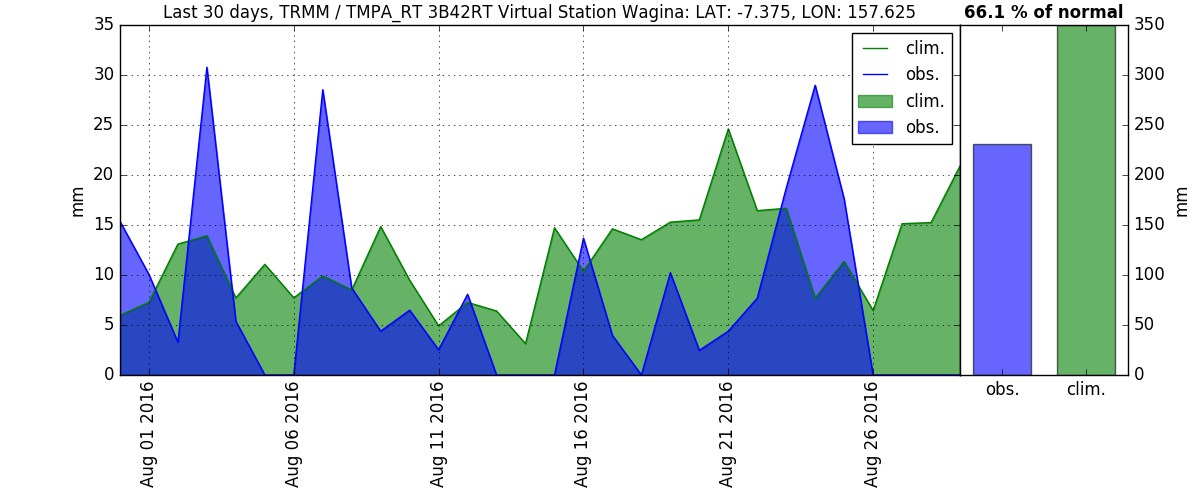 Last 30 days, TRMM / TMPA_RT 3B42RT Virtual Station Wagina: LAT: -7.375, LON: 157.625
66.1 % of normal
35
30
25
20
15
10
5
0
mm
clim.
obs.
clim.
obs.
350
300
250
200
150
100
50
0
mm
obs.
clim.
Aug 01 2016
Aug 06 2016
Aug 11 2016
Aug 16 2016
Aug 21 2016
Aug 26 2016